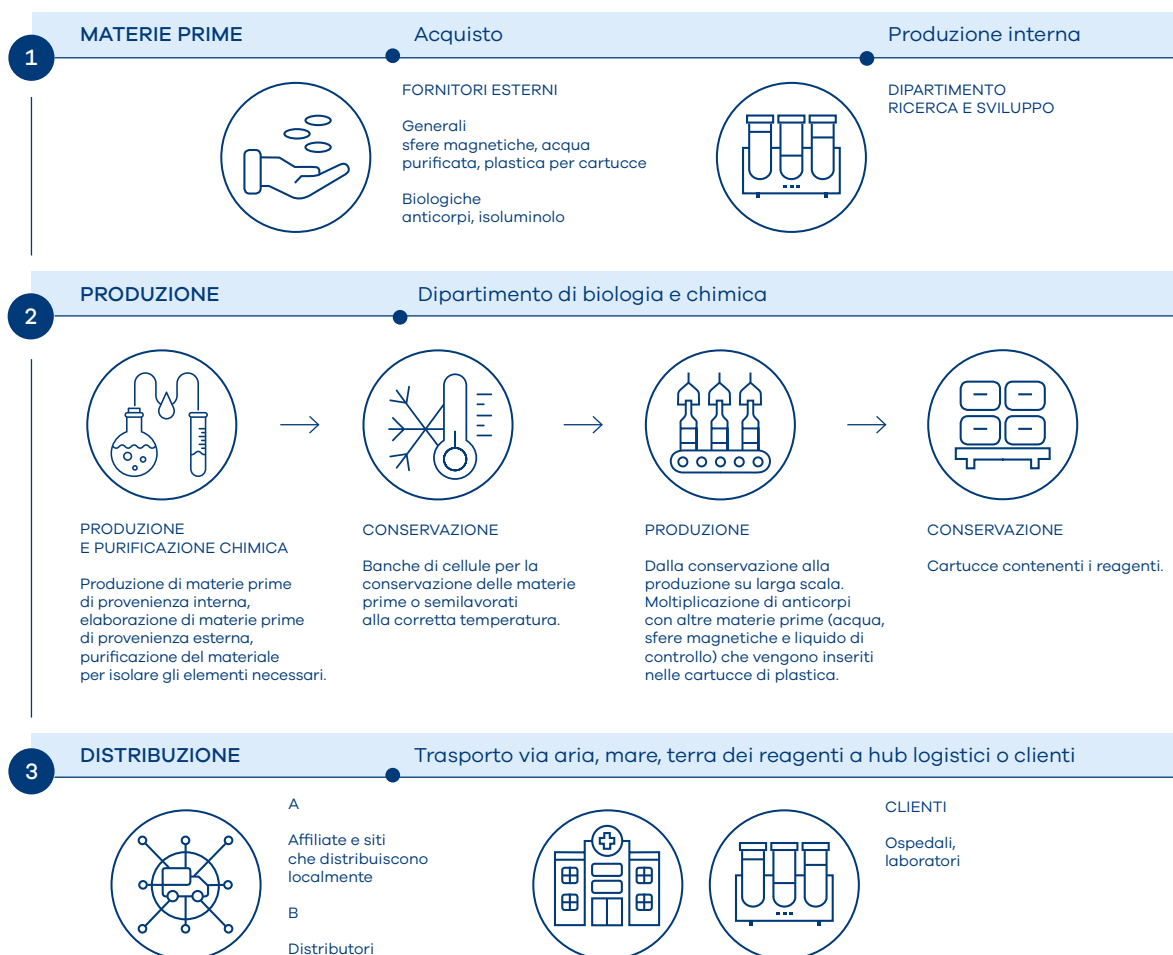 1
MATERIE PRIME
Acquisto
Produzione interna
FORNITORI ESTERNI
Generali
sfere magnetiche, acqua
purificata, plastica per cartucce
Biologiche
anticorpi, isoluminolo
DIPARTIMENTO
RICERCA E SVILUPPO
2
PRODUZIONE
Dipartimento di biologia e chimica
PRODUZIONE
E PURIFICAZIONE CHIMICA
Produzione di materie prime
di provenienza interna,
elaborazione di materie prime
di provenienza esterna,
purificazione del materiale
per isolare gli elementi necessari.
CONSERVAZIONE
Banche di cellule per la
conservazione delle materie
prime o semilavorati
alla corretta temperatura.
PRODUZIONE
Dalla conservazione alla
produzione su larga scala.
Moltiplicazione di anticorpi
con altre materie prime (acqua,
sfere magnetiche e liquido di
controllo) che vengono inseriti
nelle cartucce di plastica.
CONSERVAZIONE
Cartucce contenenti i reagenti.
3
DISTRIBUZIONE
Trasporto via aria, mare, terra dei reagenti a hub logistici o clienti
A
Affiliate e siti
che distribuiscono
localmente
B
Distributori
CLIENTI
Ospedali,
laboratori